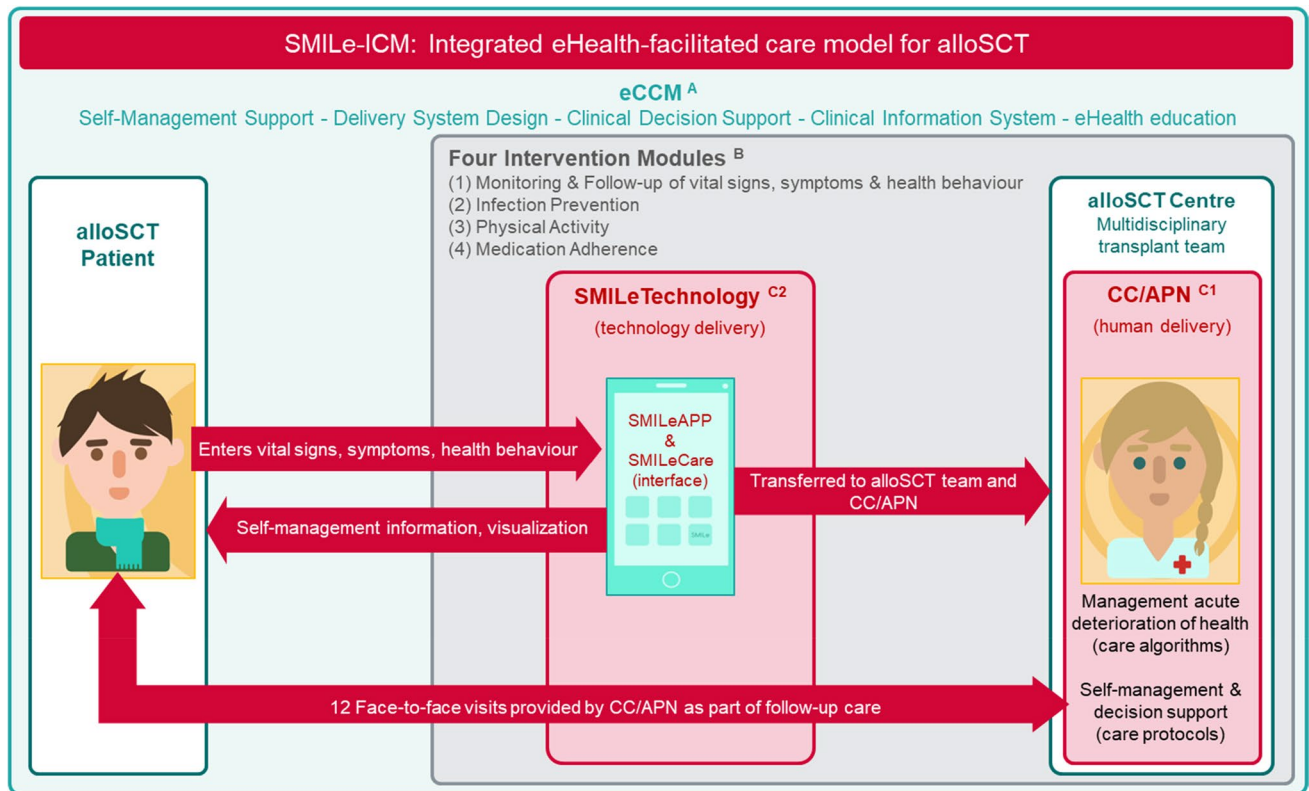 SMILe-ICM: Integrated eHealth-facilitated care model for alloSCT
eCCM A
Self-Management Support - Delivery System Design - Clinical Decision Support - Clinical Information System - eHealth education
Four Intervention Modules B
(1) Monitoring & Follow-up of vital signs, symptoms & health behaviour
(2) Infection Prevention
(3) Physical Activity
(4) Medication Adherence
alloSCT
Patient
SMILeTechnology C2
(technology delivery)
alloSCT Centre
Multidisciplinary
transplant team
CC/APN C1
(human delivery)
Enters vital signs, symptoms, health behaviour
Self-management information, visualization
SMILeAPP
&
SMILeCare
(interface)
SMILe
Transferred to alloSCT team and
CC/APN
Management acute
deterioration of health
(care algorithms)
Self-management &
decision support
(care protocols)
12 Face-to-face visits provided by CC/APN as part of follow-up care